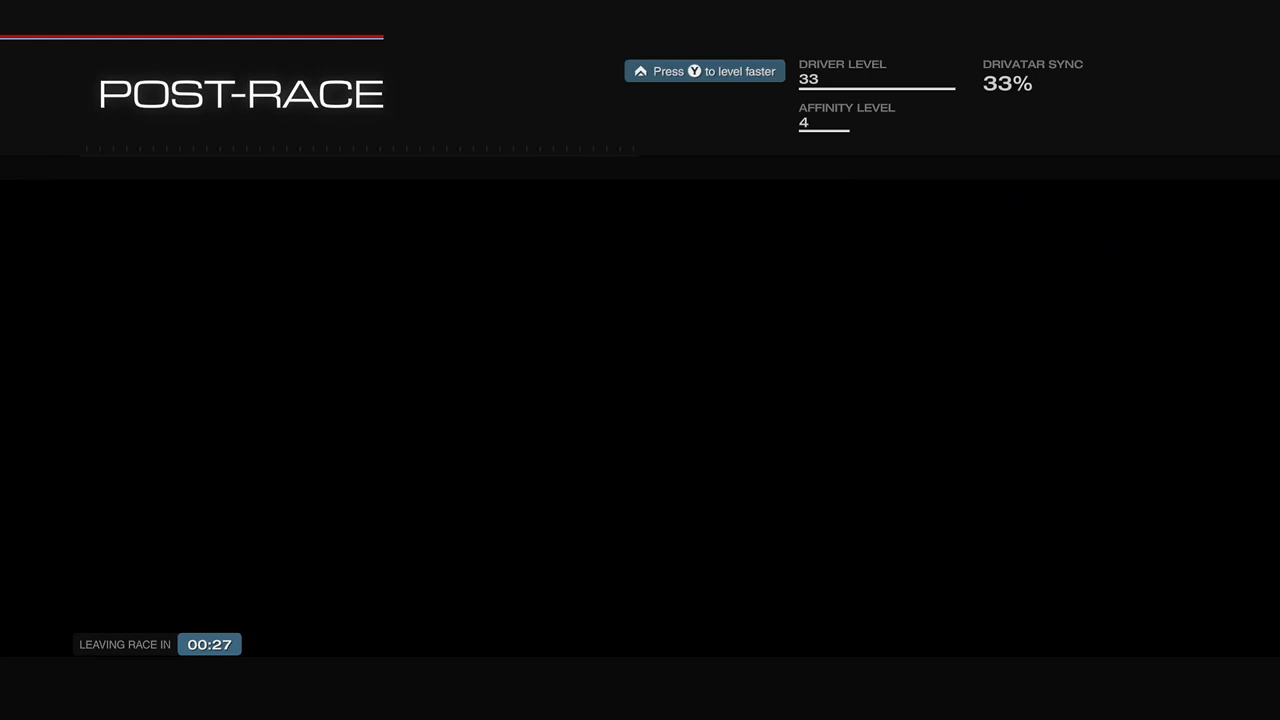 POST-RACE
Press Y to level faster
DRIVER LEVEL
33
AFFINITY LEVEL
4
DRIVATAR SYNC
33%
LEAVING RACE IN 00:27